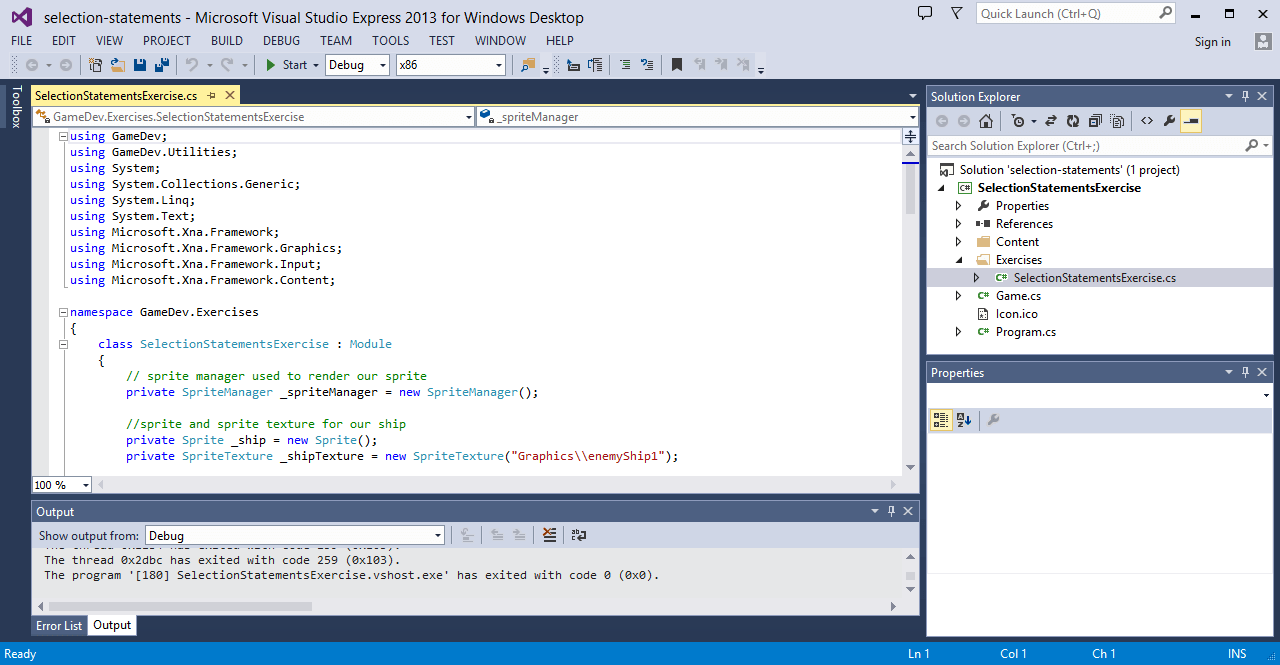 selection-statements - Microsoft Visual Studio Express 2013 for Windows Desktop
Quick Launch (Ctrl+Q)
FILE EDIT VIEW PROJECT BUILD DEBUG TEAM TOOLS TEST WINDOW HELP
Sign in
Start Debug x86
Toolbox
SelectionStatementsExercise.cs
GameDev.Exercises.SelectionStatementsExercise
_spriteManager
using GameDev;
using GameDev.Utilities;
using System;
using System.Collections.Generic;
using System.Linq;
using System.Text;
using Microsoft.Xna.Framework;
using Microsoft.Xna.Framework.Graphics;
using Microsoft.Xna.Framework.Input;
using Microsoft.Xna.Framework.Content;
namespace GameDev.Exercises
{
class SelectionStatementsExercise : Module
{
// sprite manager used to render our sprite
private SpriteManager _spriteManager = new SpriteManager();
//sprite and sprite texture for our ship
private Sprite _ship = new Sprite();
private SpriteTexture _shipTexture = new SpriteTexture("Graphics\\enemyShip1");
100 %
Output
Show output from: Debug
The thread 0x2dbc has exited with code 259 (0x103).
The program '[180] SelectionStatementsExercise.vshost.exe' has exited with code 0 (0x0).
Error List Output
Solution Explorer
Search Solution Explorer (Ctrl+;)
Solution 'selection-statements' (1 project)
C# SelectionStatementsExercise
Properties
References
Content
Exercises
C# SelectionStatementsExercise.cs
C# Game.cs
Icon.ico
C# Program.cs
Properties
Ready
Ln 1 Col 1 Ch 1 INS